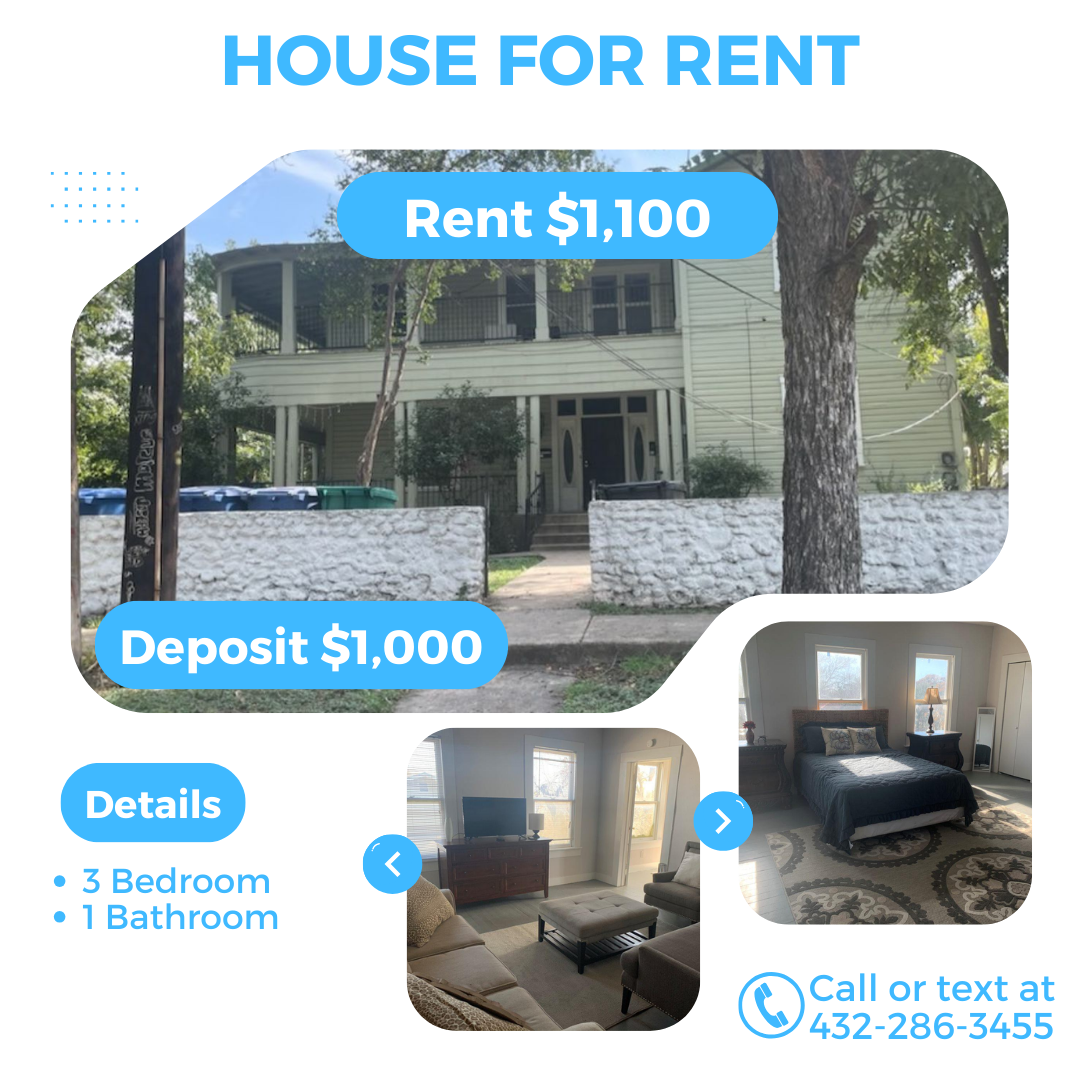 HOUSE FOR RENT
Rent $1,100
Deposit $1,000
Details
• 3 Bedroom
• 1 Bathroom
Call or text at
432-286-3455